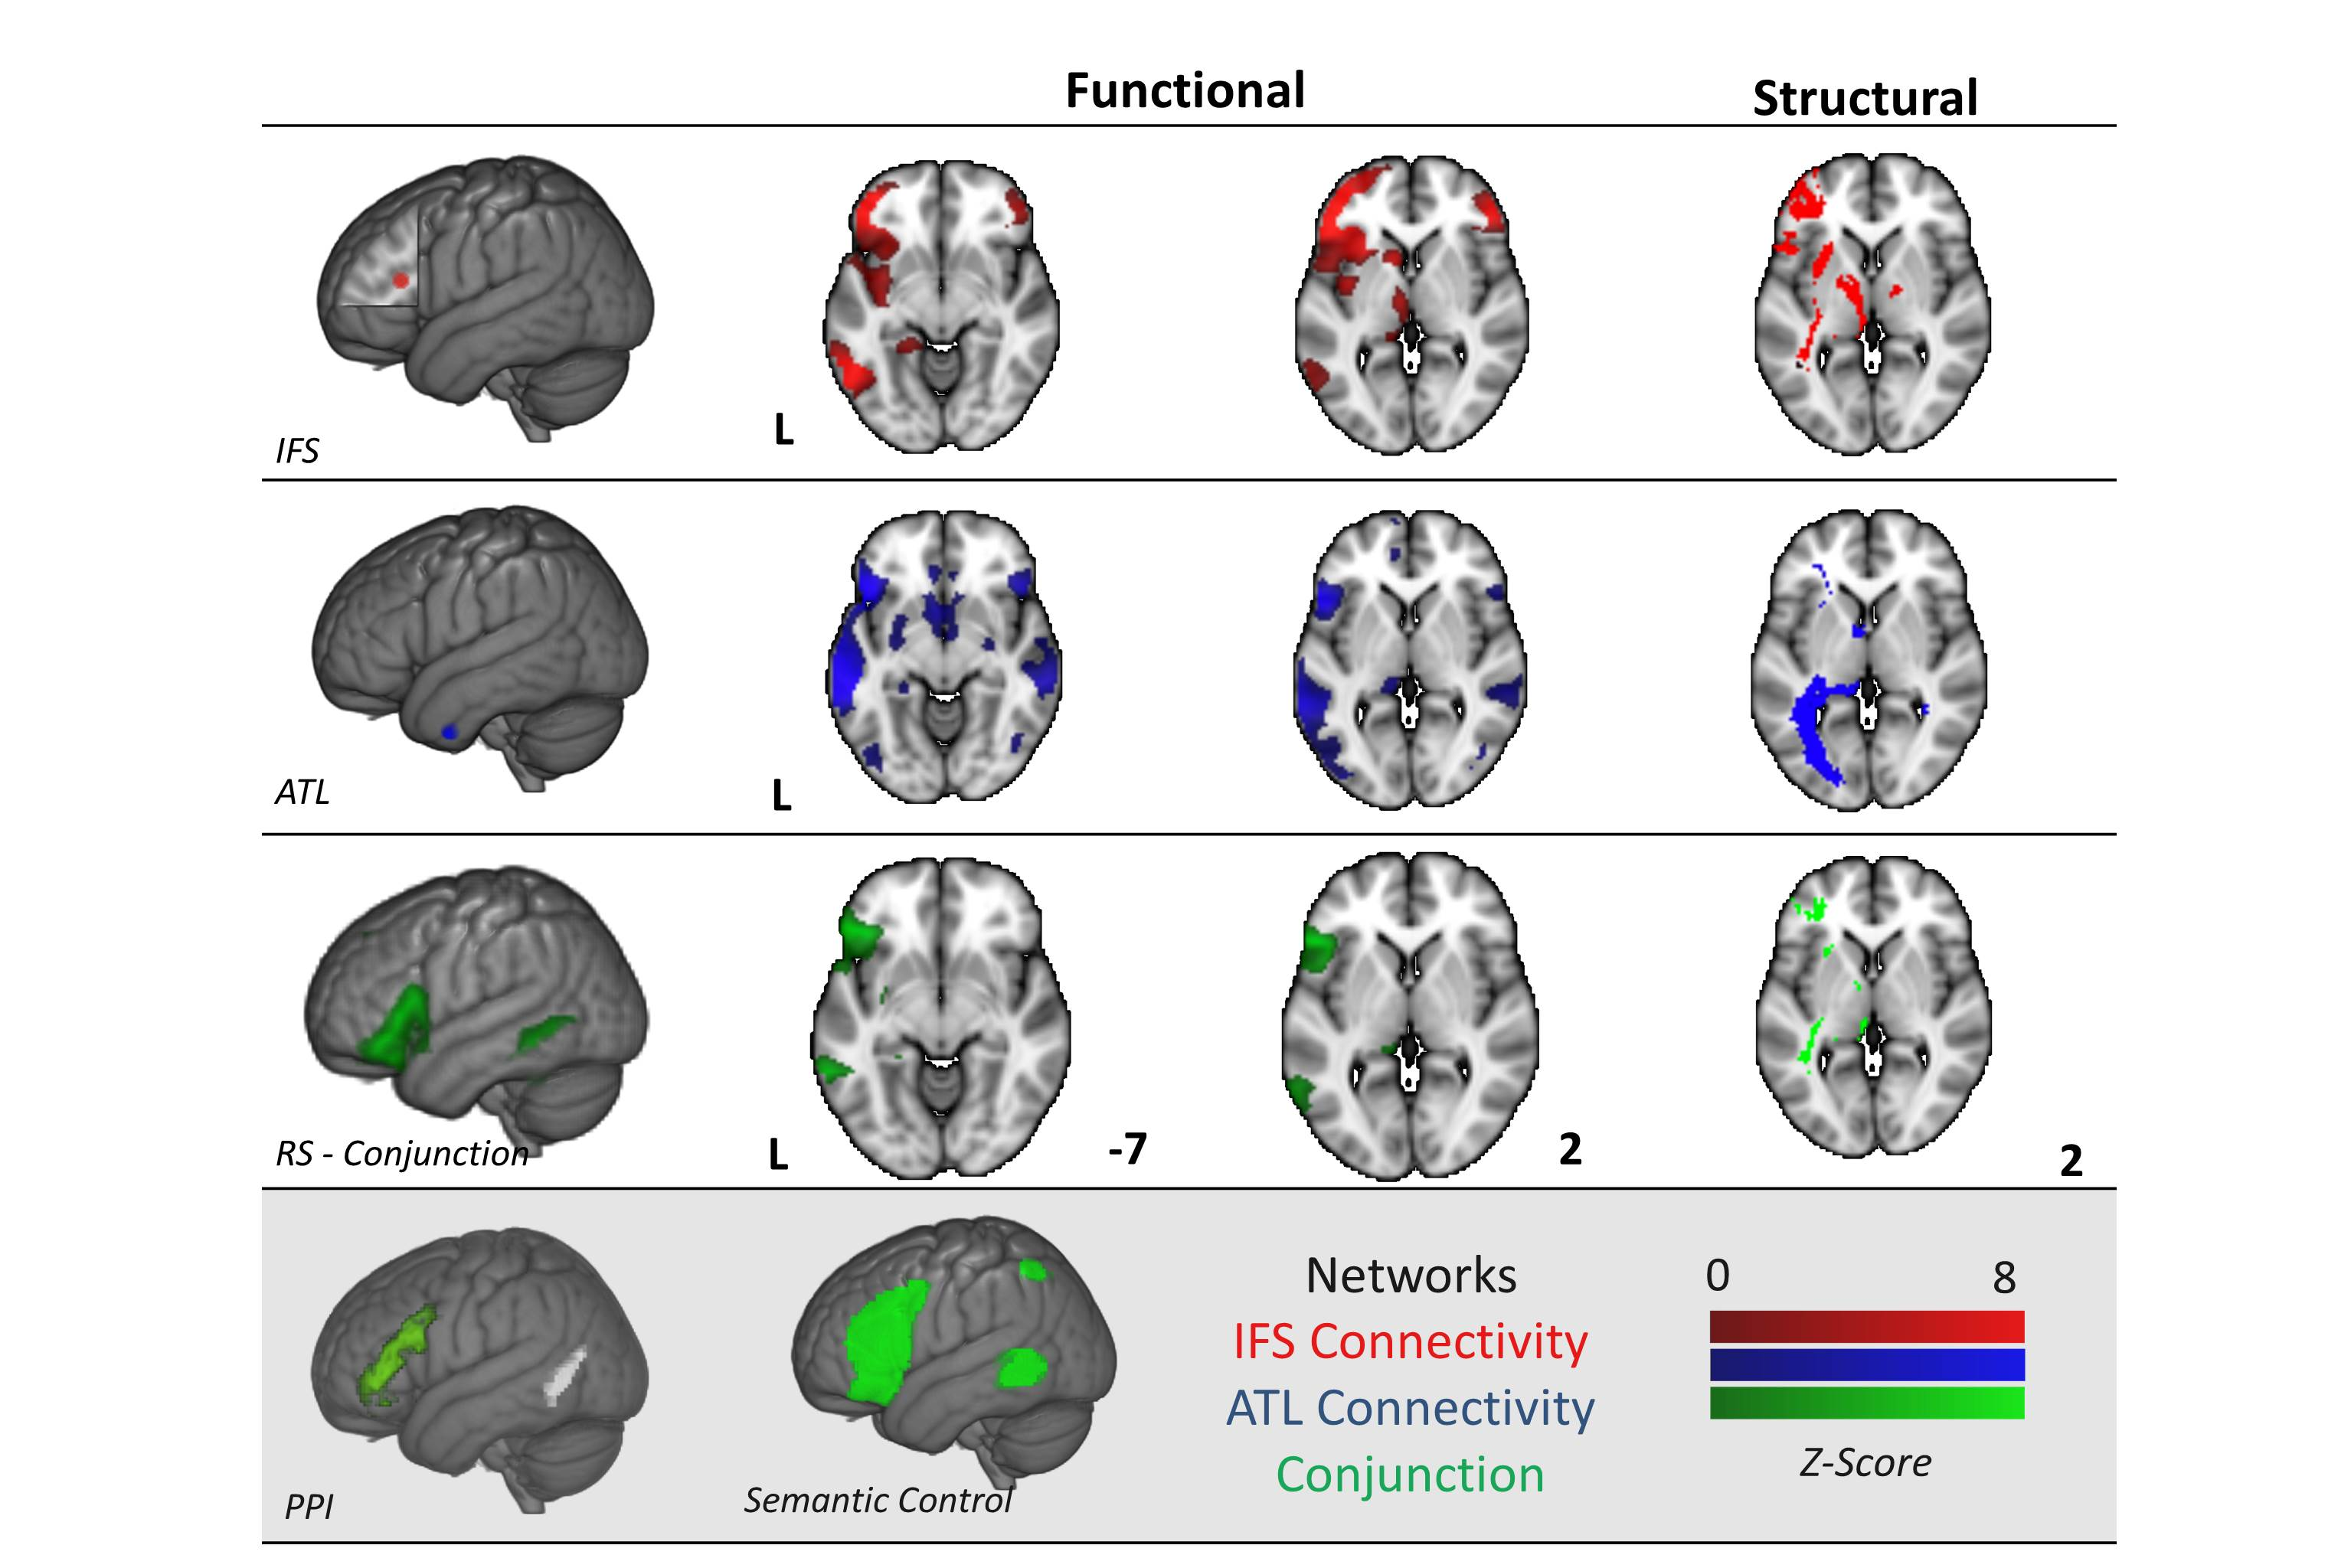 Functional
Structural
IFS
L
ATL
L
RS - Conjunction
L
-7
2
2
PPI
Semantic Control
Networks
IFS Connectivity
ATL Connectivity
Conjunction
0
8
Z-Score